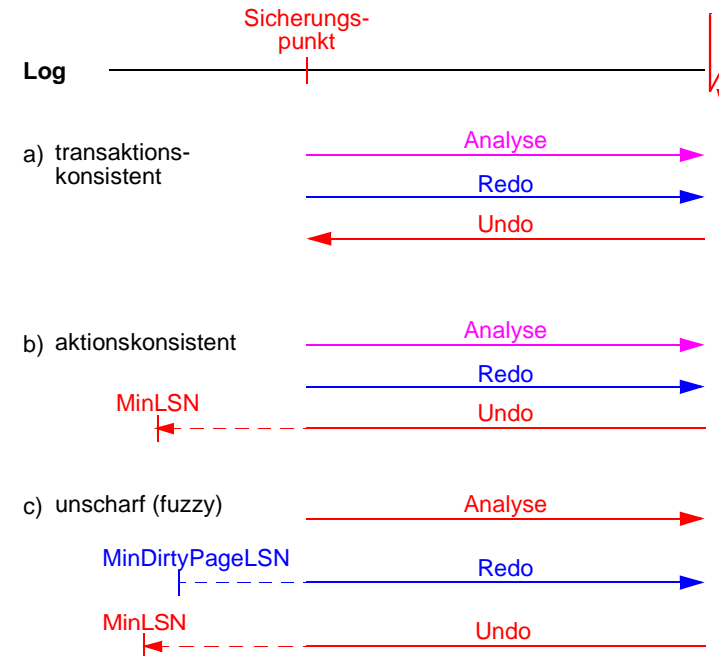 Sicherungs-
punkt
Log
a) transaktions-
konsistent
Analyse
Redo
Undo
b) aktionskonsistent
Analyse
Redo
MinLSN
Undo
c) unscharf (fuzzy)
Analyse
MinDirtyPageLSN
Redo
MinLSN
Undo